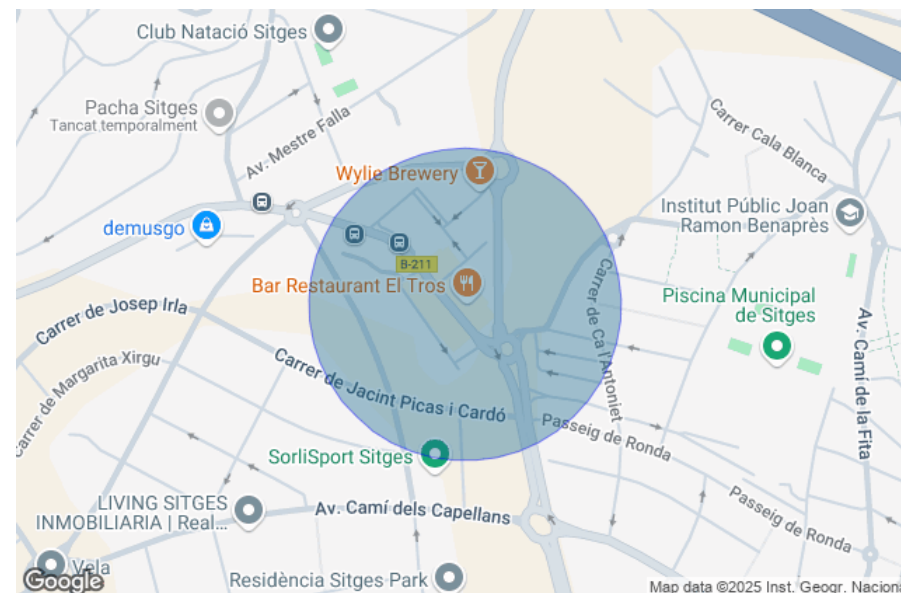 Club Natació Sitges
Pacha Sitges
Tancat temporalment
Av. Mestre Falla
Carrer Cala Blanca
Wylie Brewery
Institut Públic Joan
Ramon Benaprès
demusgo
B-211
Bar Restaurant El Tros
Carrer de Ca l'Antoniet
Piscina Municipal
de Sitges
Carrer de Josep Irla
Av. Camí de la Fita
Carrer de Margarita Xirgu
Carrer de Jacint Picas i Cardó
Passeig de Ronda
SorliSport Sitges
LIVING SITGES
INMOBILIARIA | Real...
Av. Camí dels Capellans
Passeig de Ronda
Vela
Google
Residència Sitges Park
Map data ©2025 Inst. Geogr. Naciona